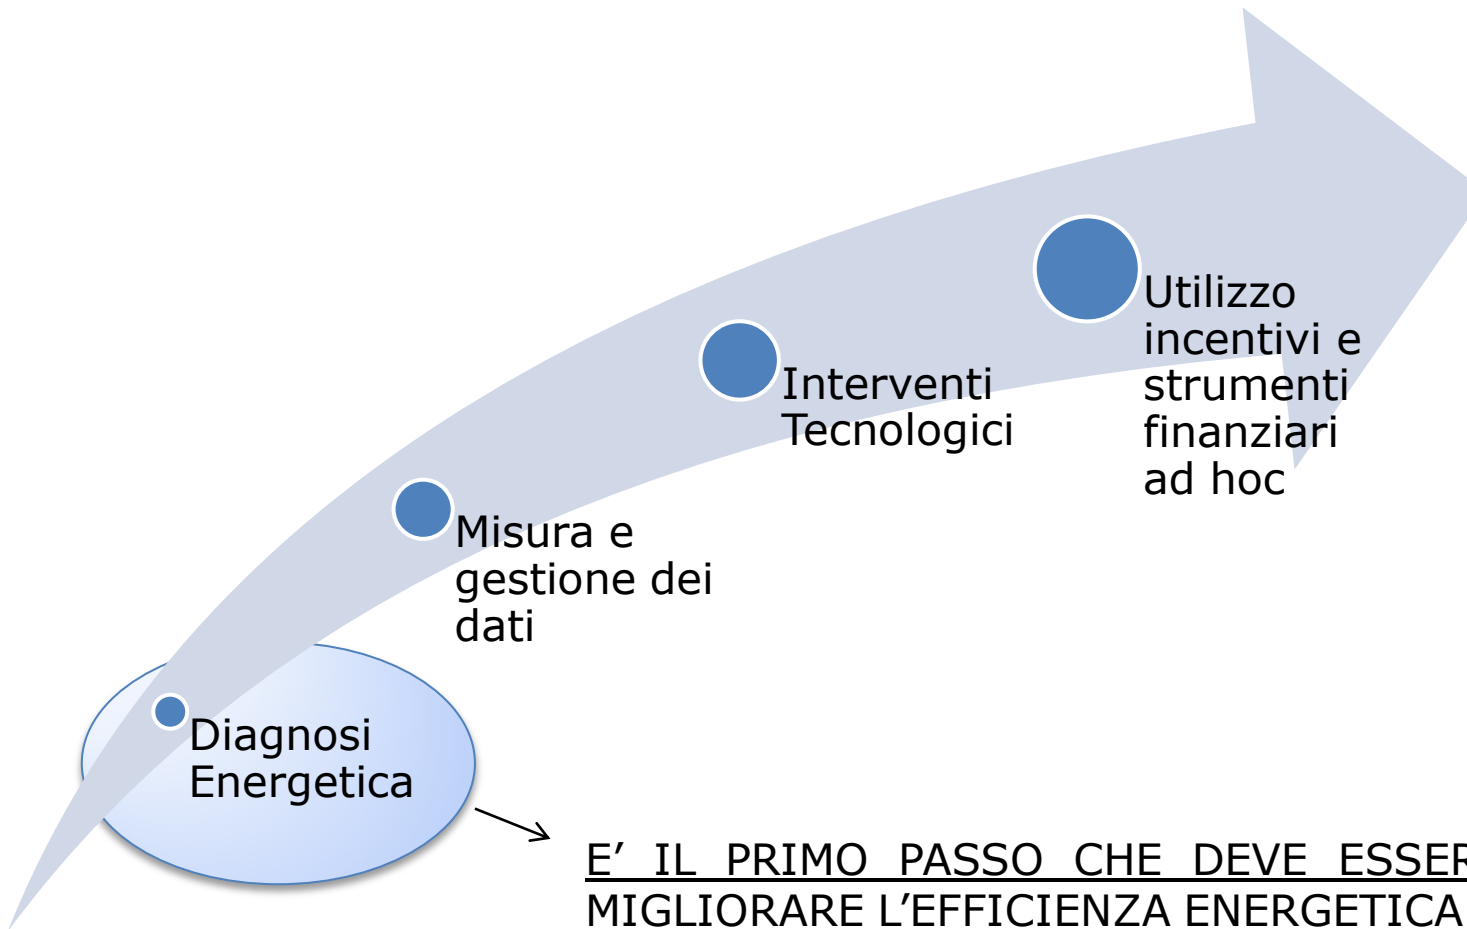 Utilizzo
incentivi e
strumenti
finanziari
ad hoc
Interventi
Tecnologici
Misura e
gestione dei
dati
Diagnosi
Energetica
E’ IL PRIMO PASSO CHE DEVE ESSER
MIGLIORARE L’EFFICIENZA ENERGETICA